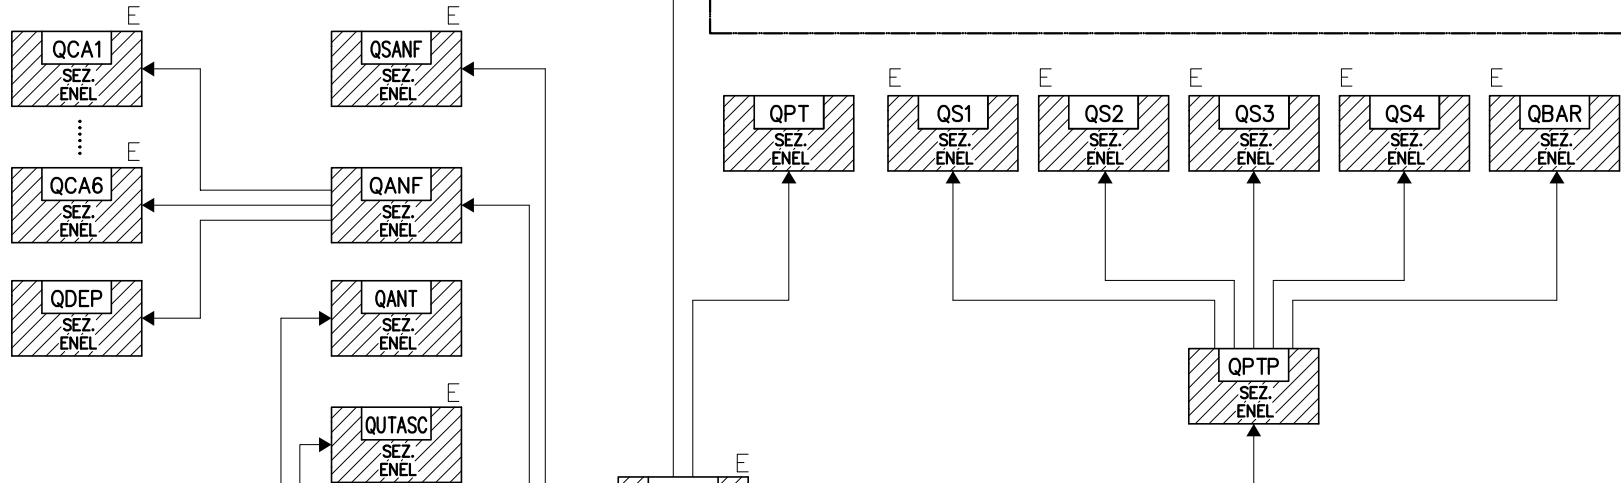 E
QCA1
SEZ.
ENEL
E
QSANF
SEZ.
ENEL
E
QCA6
SEZ.
ENEL
QANF
SEZ.
ENEL
QDEP
SEZ.
ENEL
QANT
SEZ.
ENEL
E
QUTASC
SEZ.
ENEL
QPT
SEZ.
ENEL
E
QS1
SEZ.
ENEL
E
QS2
SEZ.
ENEL
E
QS3
SEZ.
ENEL
E
QS4
SEZ.
ENEL
E
QBAR
SEZ.
ENEL
QPTP
SEZ.
ENEL
E